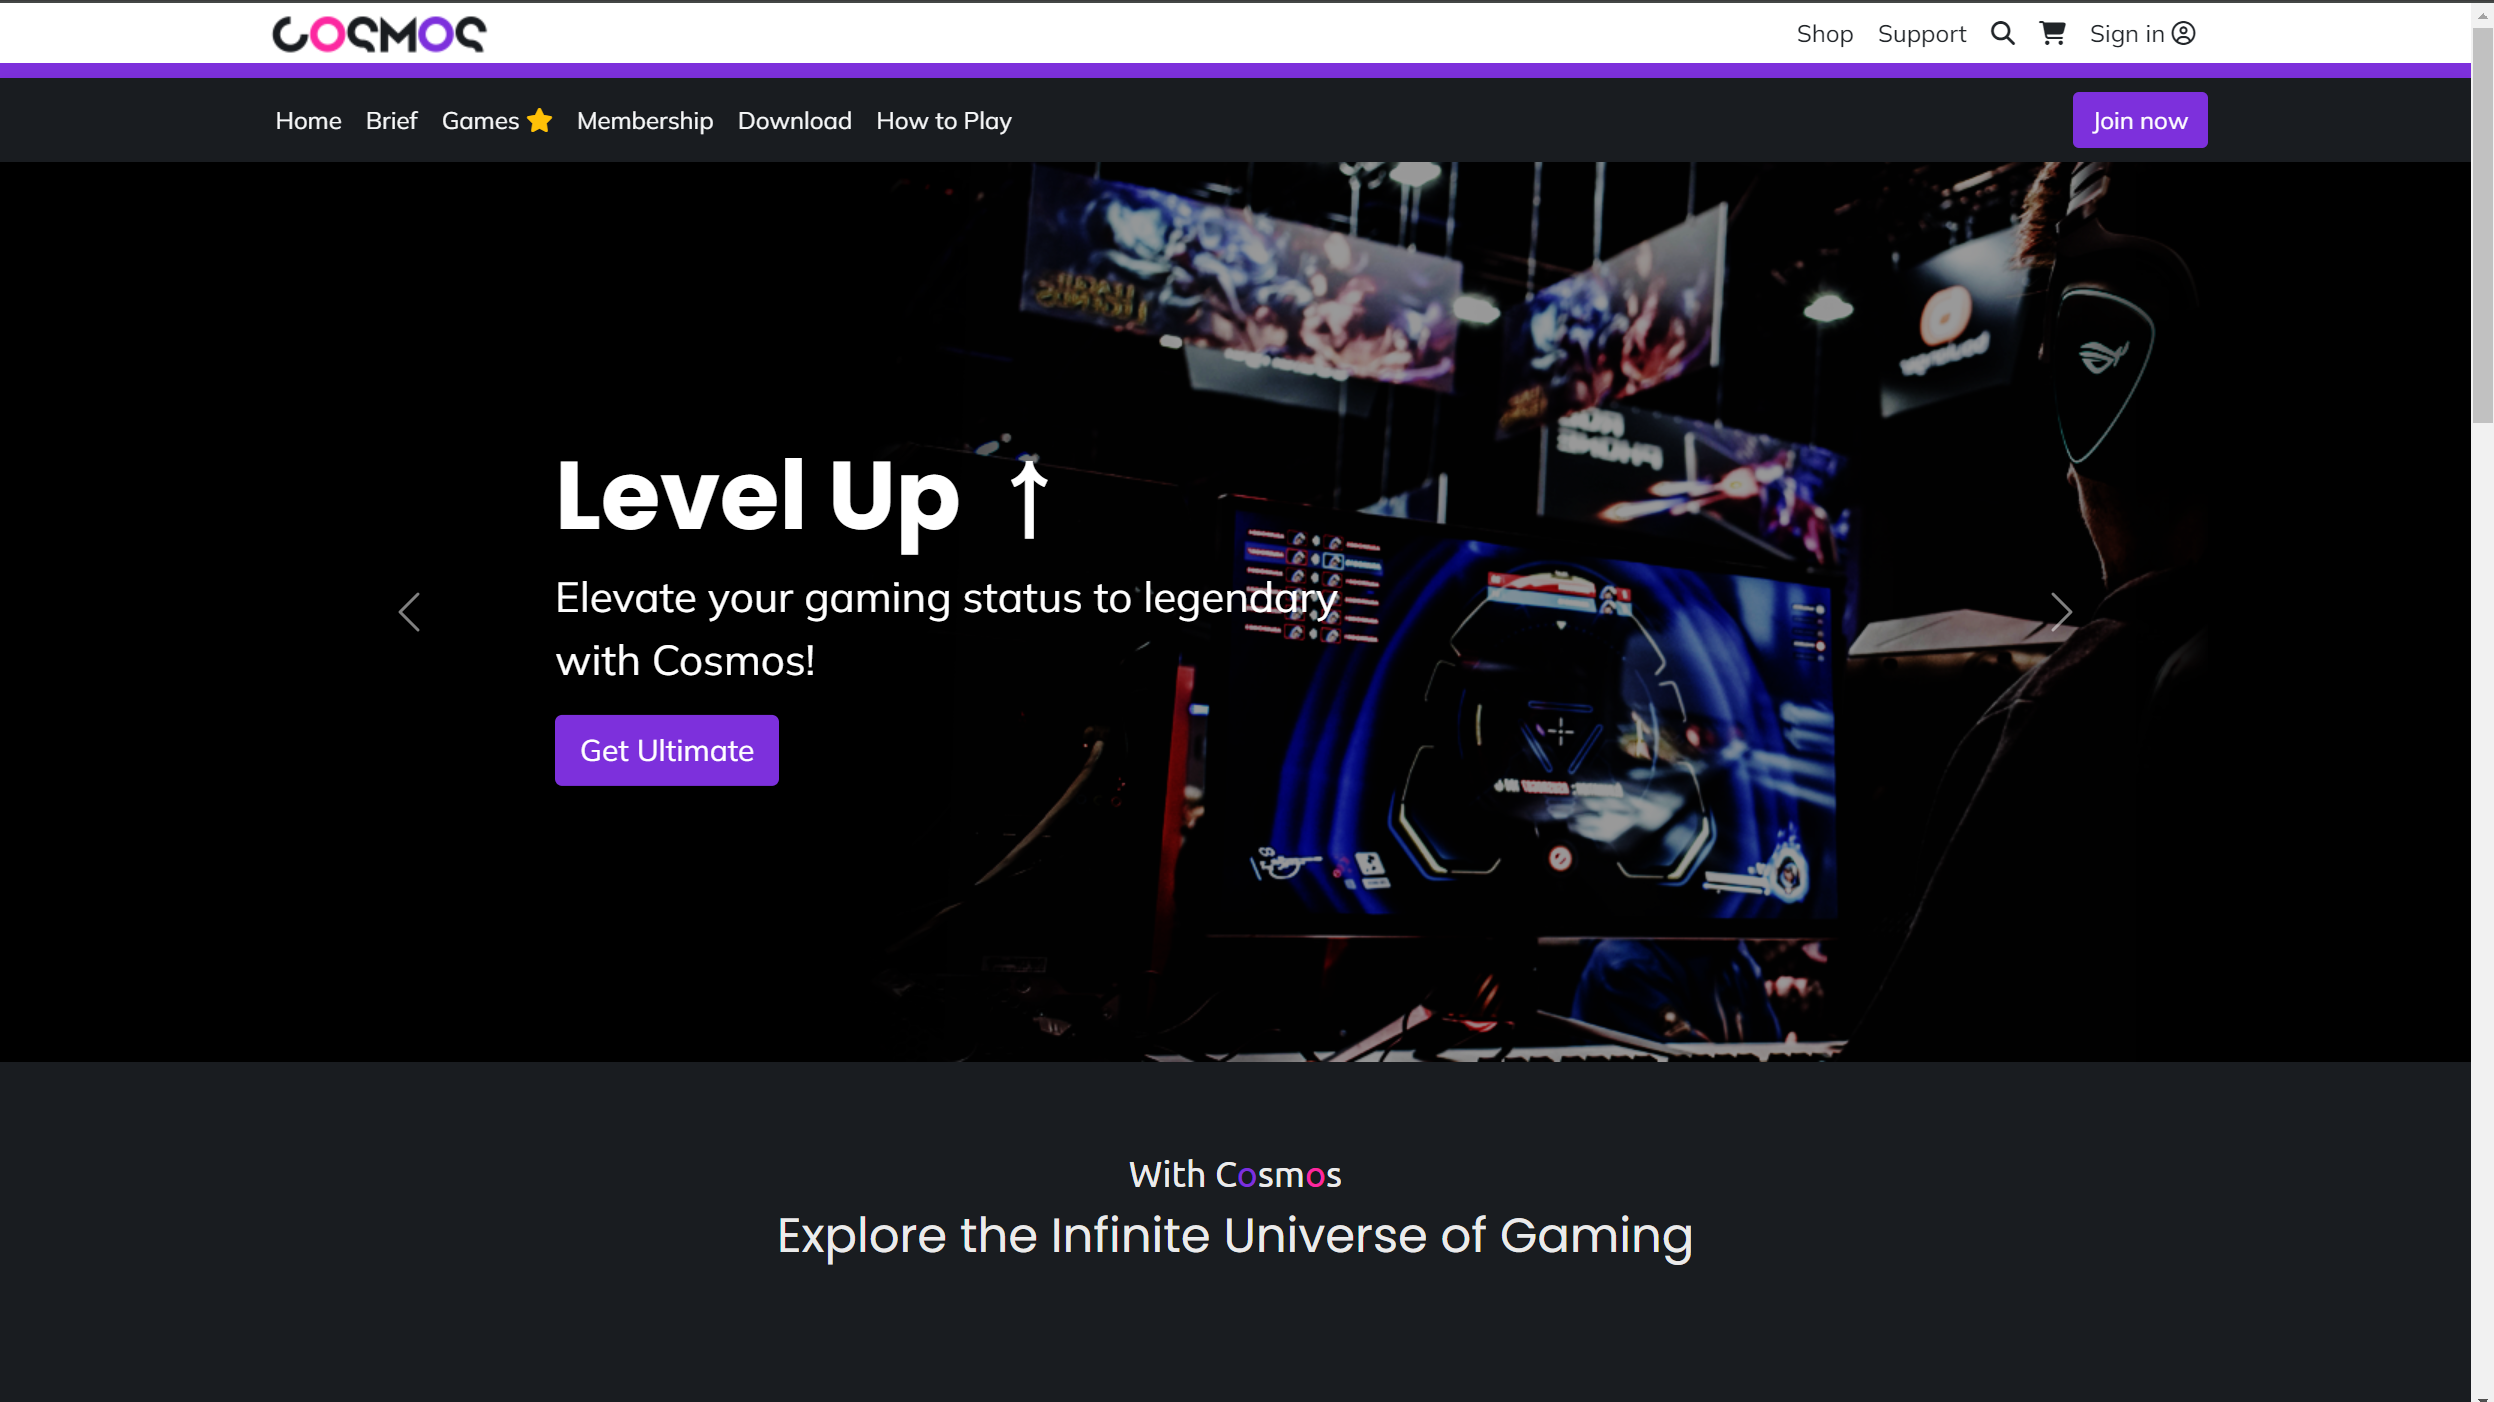 COSMOS
Shop Support Sign in
Home Brief Games Membership Download How to Play
Join now
Level Up ↑
Elevate your gaming status to legendary
with Cosmos!
Get Ultimate
With Cosmos
Explore the Infinite Universe of Gaming